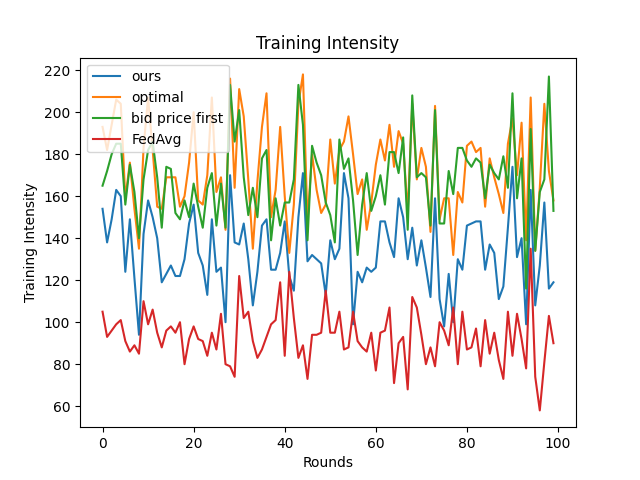 Training Intensity
ours
optimal
bid price first
FedAvg
Training Intensity
220
200
180
160
140
120
100
80
60
0
20
40
60
80
100
Rounds